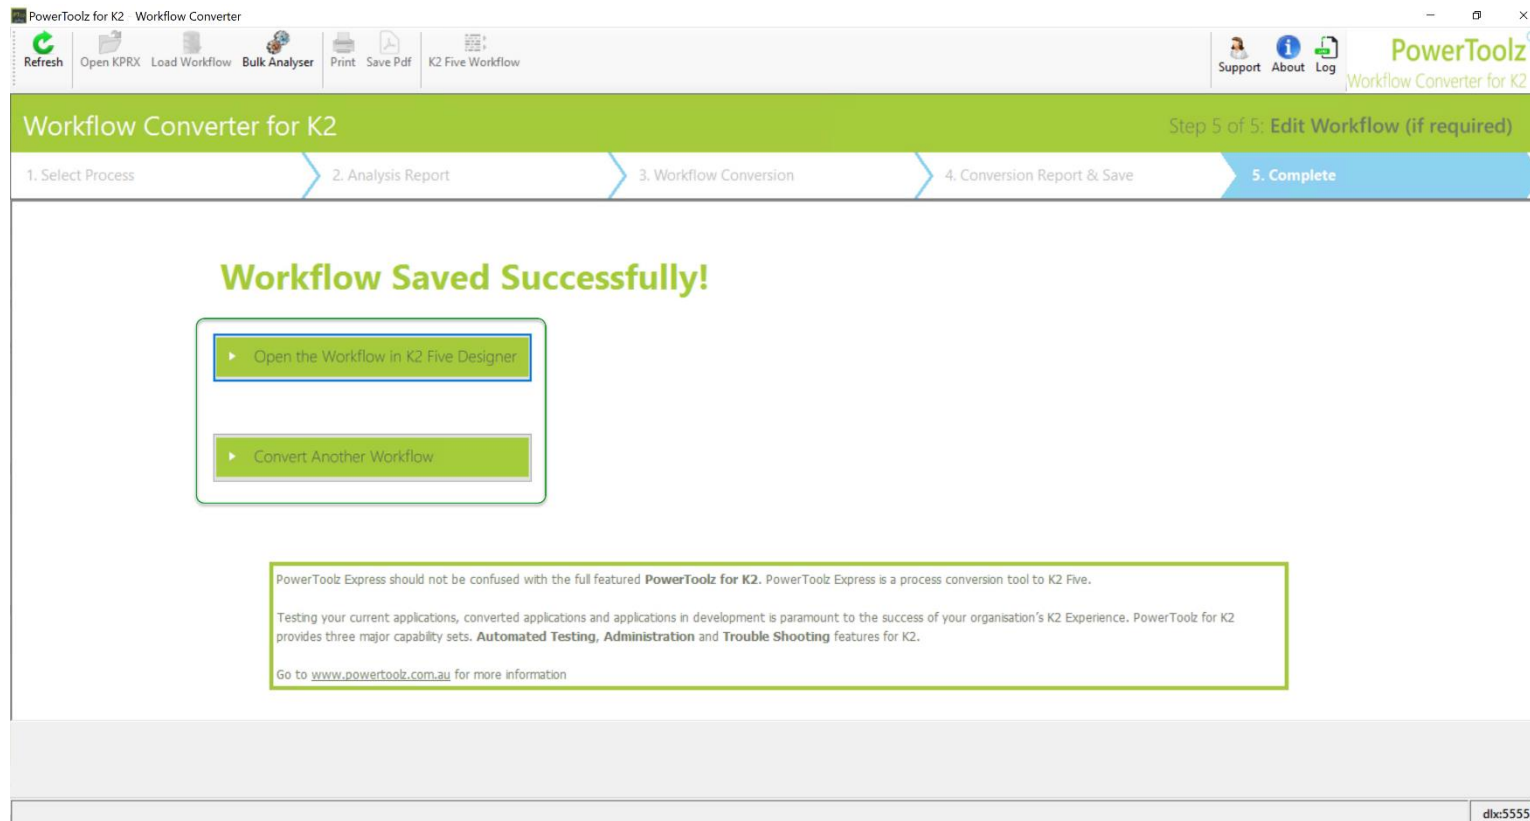 PowerToolz for K2 Workflow Converter
Refresh
Open KPRX
Load Workflow
Bulk Analyser
Print
Save Pdf
K2 Five Workflow
Support
About
Log
PowerToolz
Workflow Converter for K2
Workflow Converter for K2
Step 5 of 5: Edit Workflow (if required)
1. Select Process
2. Analysis Report
3. Workflow Conversion
4. Conversion Report & Save
5. Complete
Workflow Saved Successfully!
Open the Workflow in K2 Five Designer
Convert Another Workflow
PowerToolz Express should not be confused with the full featured PowerToolz for K2. PowerToolz Express is a process conversion tool to K2 Five.
Testing your current applications, converted applications and applications in development is paramount to the success of your organisation's K2 Experience. PowerToolz for K2
provides three major capability sets. Automated Testing, Administration and Trouble Shooting features for K2.
Go to www.powertoolz.com.au for more information
dlx:5555